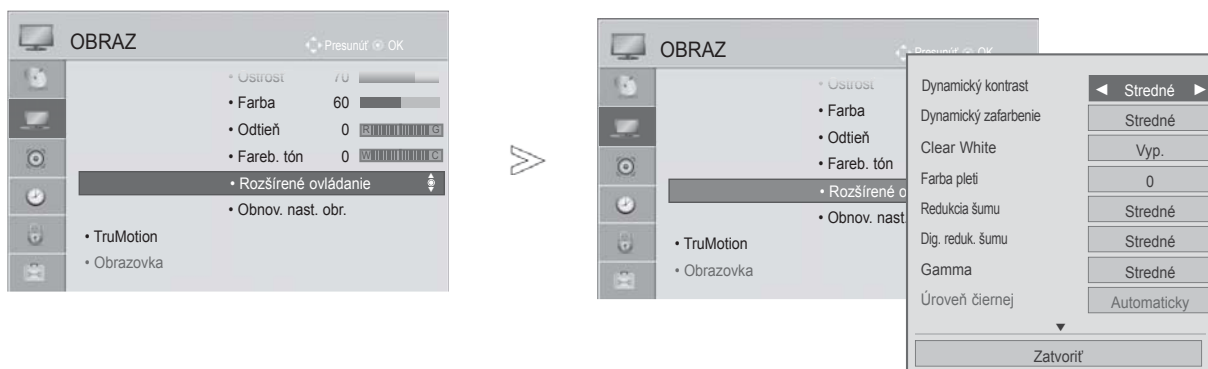 OBRAZ Presunúť OK
• Ostrosť 70
• Farba 60
• Odtieň 0 R G
• Fareb. tón 0 W G
• Rozšírené ovládanie
• Obnov. nast. obr.
• TruMotion
• Obrazovka
OBRAZ Presunúť OK
• Ostrosť
• Farba
• Odtieň
• Fareb. tón
• Rozšírené o
• Obnov. nast
• TruMotion
• Obrazovka
Dynamický kontrast ◄ Stredné ►
Dynamický zafarbenie Stredné
Clear White Vyp.
Farba pleti 0
Redukcia šumu Stredné
Dig. reduk. šumu Stredné
Gamma Stredné
Úroveň čiernej Automaticky
▼
Zatvoriť